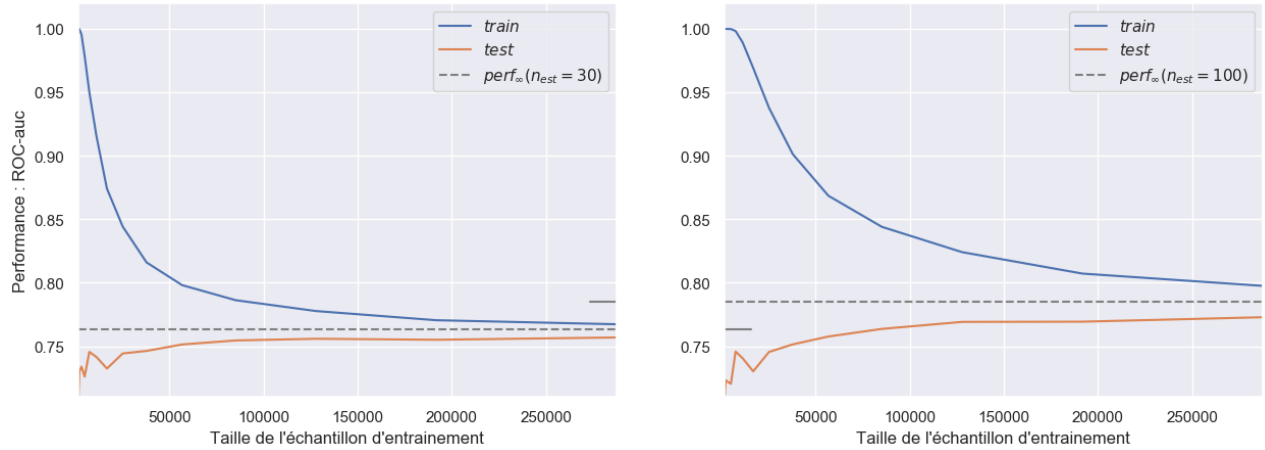 1.00
0.95
0.90
0.85
0.80
0.75
Performance : ROC-auc
train
test
perf∞(n_est = 30)
50000 100000 150000 200000 250000
Taille de l'échantillon d'entrainement
1.00
0.95
0.90
0.85
0.80
0.75
train
test
perf∞(n_est = 100)
50000 100000 150000 200000 250000
Taille de l'échantillon d'entrainement